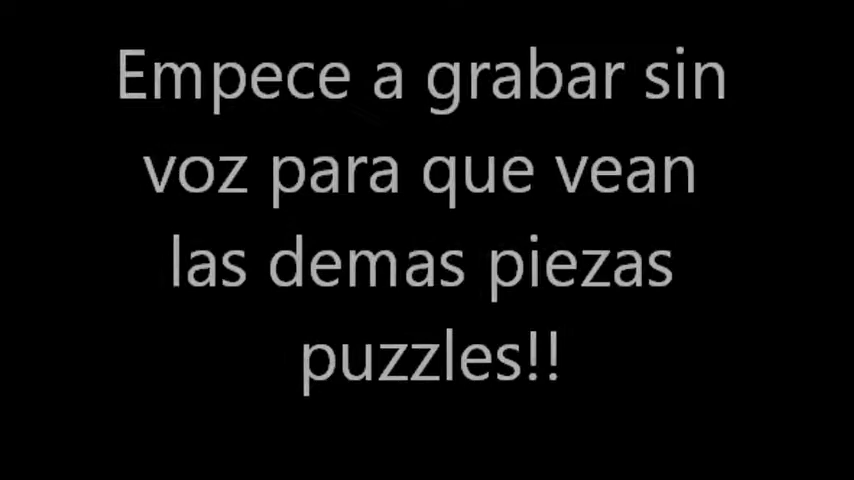 Empece a grabar sin
voz para que vean
las demas piezas
puzzles!!